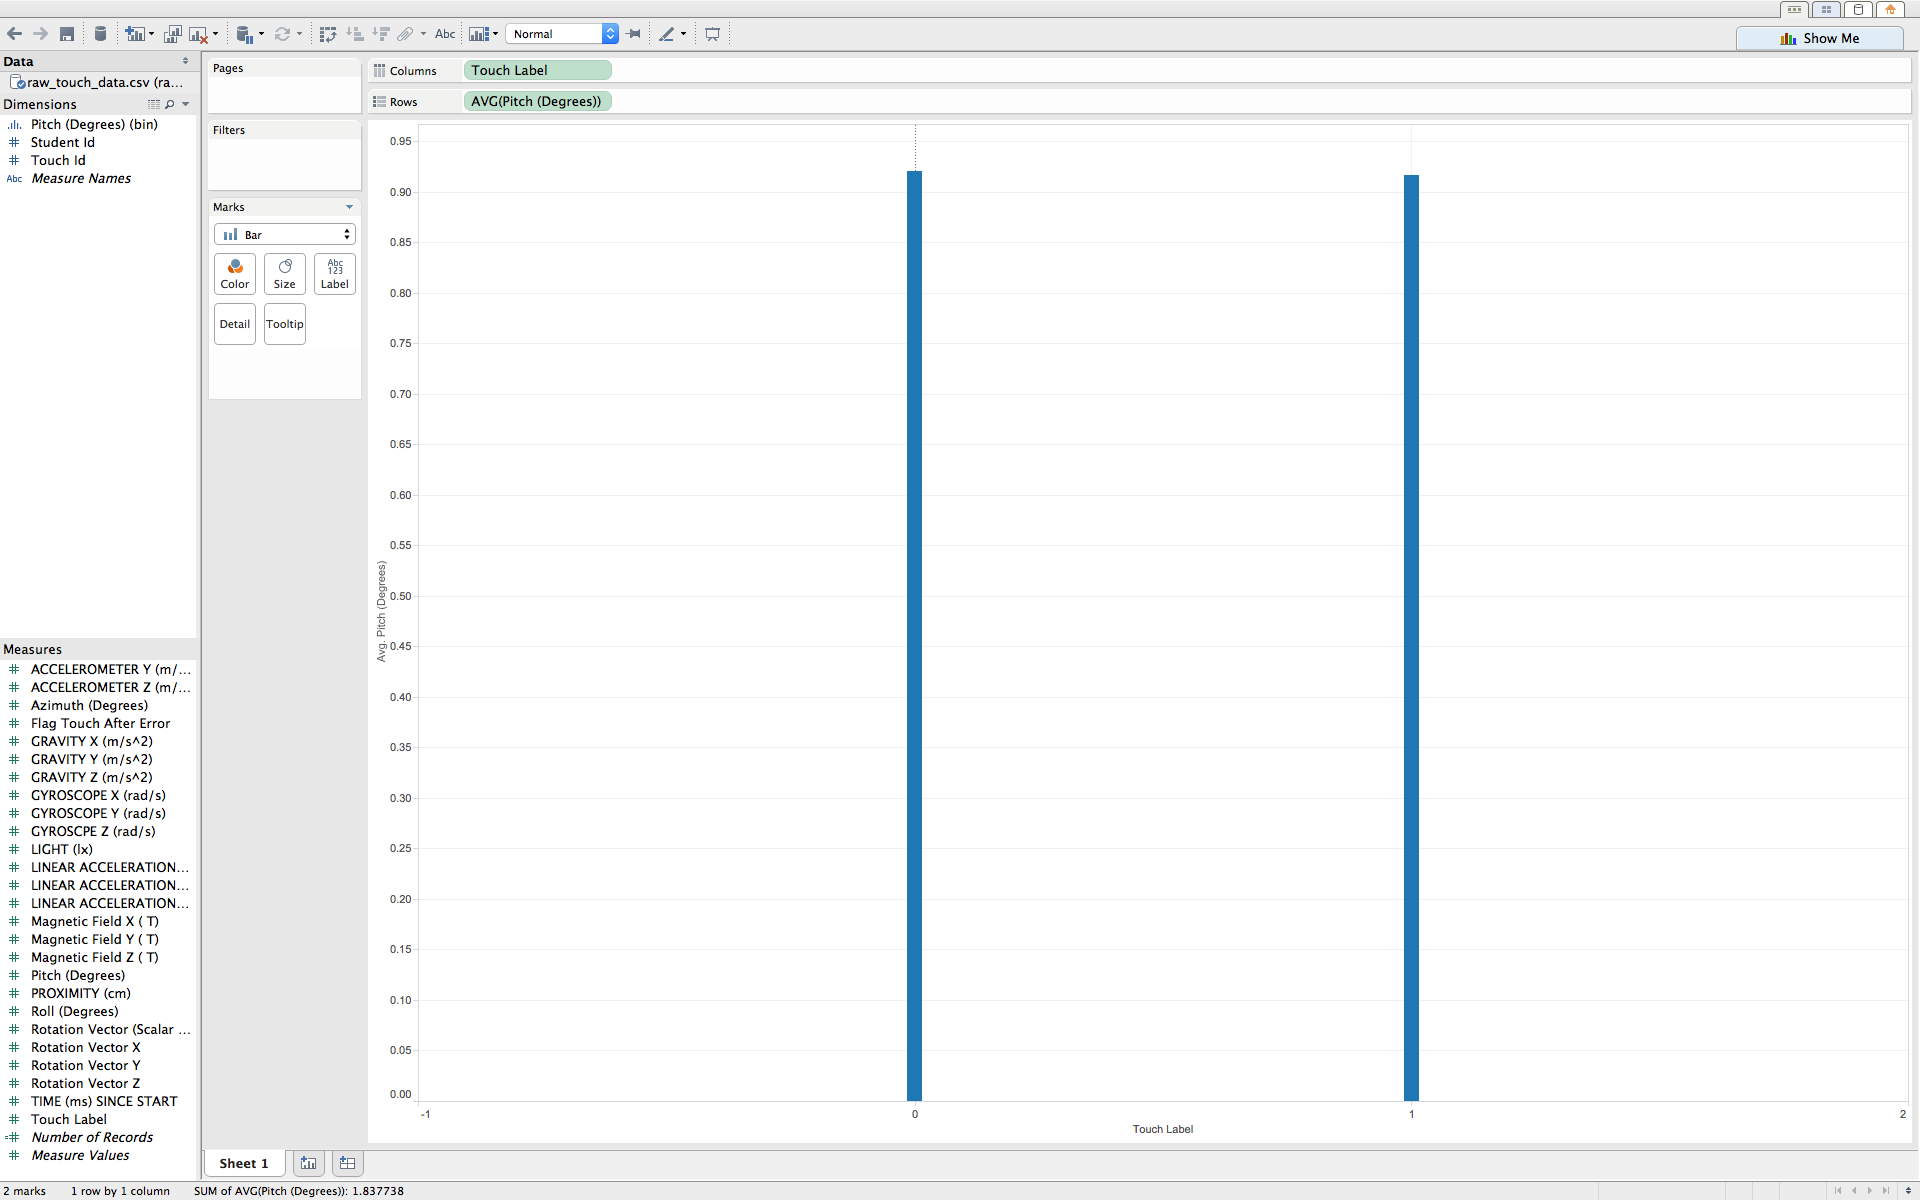 Abc
Normal
Show Me
Data
raw_touch_data.csv (ra...
Dimensions
Pitch (Degrees) (bin)
Student Id
Touch Id
Abc Measure Names
Measures
ACCELEROMETER Y (m/...
ACCELEROMETER Z (m/...
Azimuth (Degrees)
Flag Touch After Error
GRAVITY X (m/s^2)
GRAVITY Y (m/s^2)
GRAVITY Z (m/s^2)
GYROSCOPE X (rad/s)
GYROSCOPE Y (rad/s)
GYROSCPE Z (rad/s)
LIGHT (lx)
LINEAR ACCELERATION...
LINEAR ACCELERATION...
LINEAR ACCELERATION...
Magnetic Field X ( T)
Magnetic Field Y ( T)
Magnetic Field Z ( T)
Pitch (Degrees)
PROXIMITY (cm)
Roll (Degrees)
Rotation Vector (Scalar ...
Rotation Vector X
Rotation Vector Y
Rotation Vector Z
TIME (ms) SINCE START
Touch Label
Number of Records
Measure Values
Pages
Filters
Marks
Bar
Color
Size
Abc
123
Label
Detail
Tooltip
Columns Touch Label
Rows AVG(Pitch (Degrees))
0.95
0.90
0.85
0.80
0.75
0.70
0.65
0.60
0.55
0.50
0.45
0.40
0.35
0.30
0.25
0.20
0.15
0.10
0.05
0.00
Avg. Pitch (Degrees)
-1 0 1 2
Touch Label
Sheet 1
2 marks 1 row by 1 column SUM of AVG(Pitch (Degrees)): 1.837738